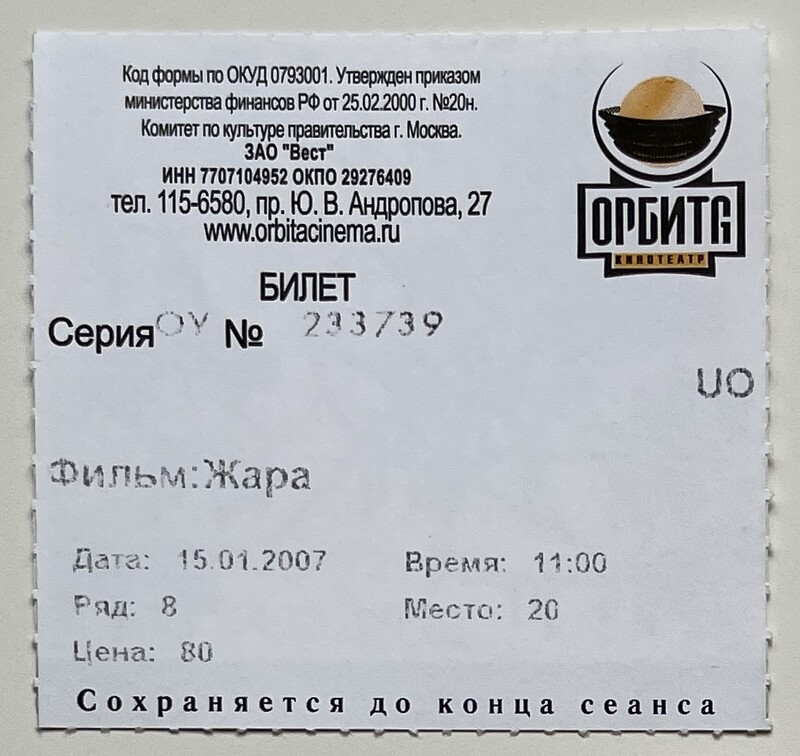 Код формы по ОКУД 0793001. Утвержден приказом
министерства финансов РФ от 25.02.2000 г. №20н.
Комитет по культуре правительства г. Москва.
ЗАО "Вест"
ИНН 7707104952 ОКПО 29276409
тел. 115-6580, пр. Ю. В. Андропова, 27
www.orbitacinema.ru
ОРБИТА
КИНОТЕАТР
БИЛЕТ
Серия ОУ № 233739
UO
Фильм:Жара
Дата: 15.01.2007 Время: 11:00
Ряд: 8 Место: 20
Цена: 80
Сохраняется до конца сеанса